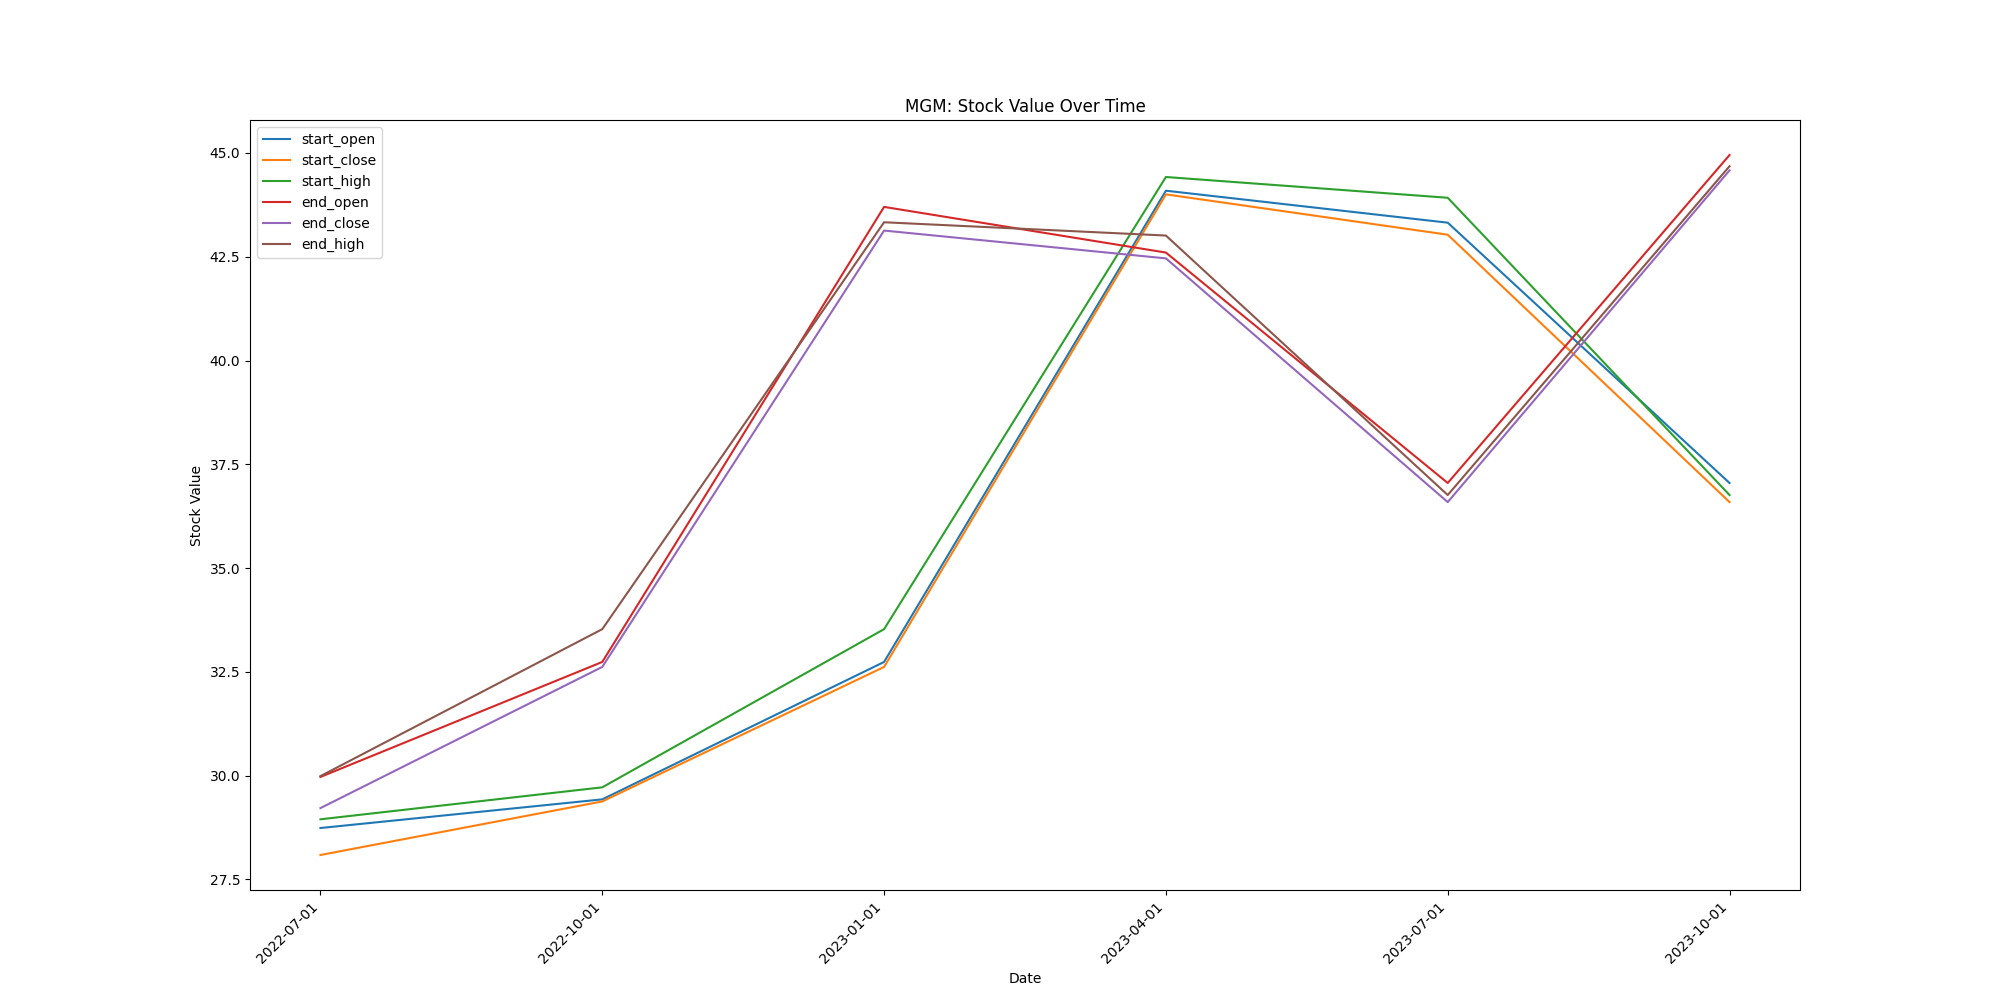 MGM: Stock Value Over Time
start_open
start_close
start_high
end_open
end_close
end_high
45.0
42.5
40.0
37.5
35.0
32.5
30.0
27.5
Stock Value
2022-07-01
2022-10-01
2023-01-01
2023-04-01
2023-07-01
2023-10-01
Date